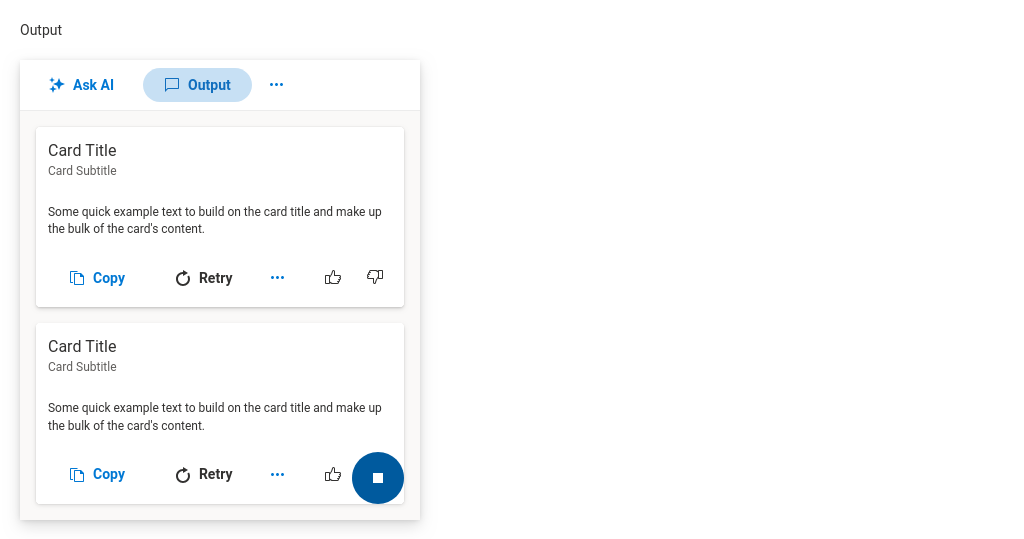 Output
Ask AI
Output
Card Title
Card Subtitle
Some quick example text to build on the card title and make up
the bulk of the card's content.
Copy
Retry
Card Title
Card Subtitle
Some quick example text to build on the card title and make up
the bulk of the card's content.
Copy
Retry